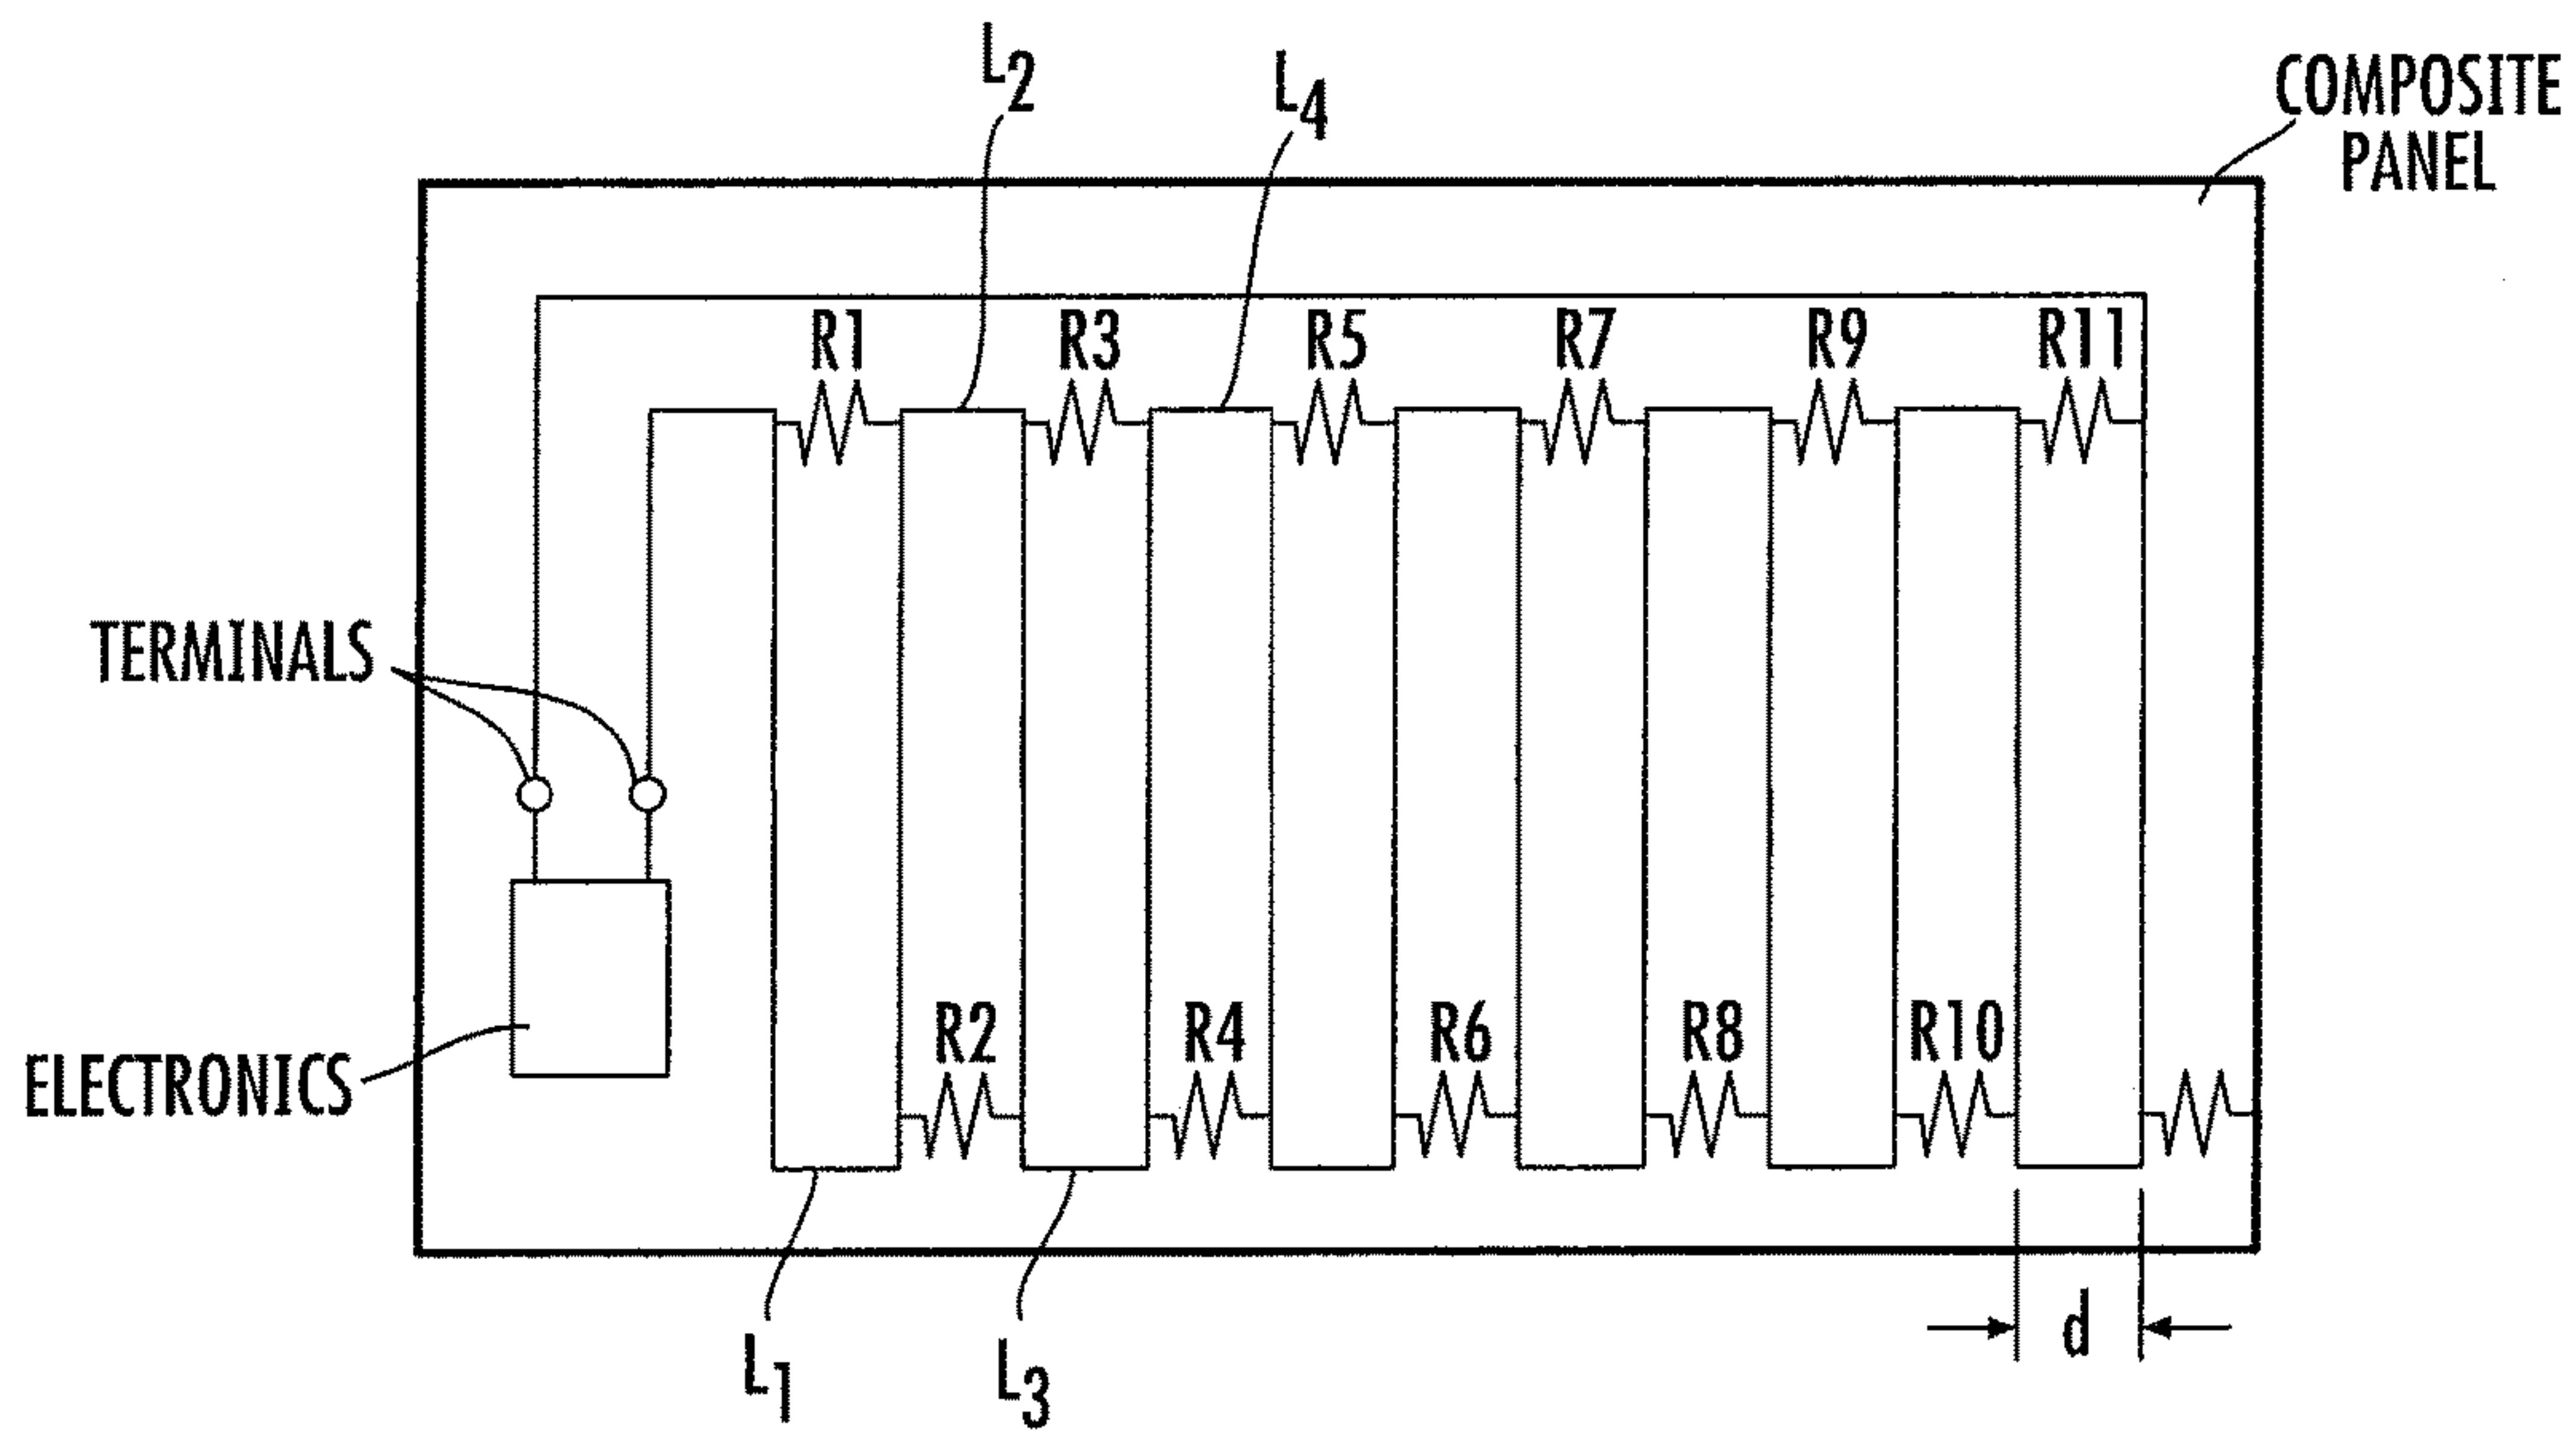 L2
L4
COMPOSITE
PANEL
R1 R3 R5 R7 R9 R11
TERMINALS
R2 R4 R6 R8 R10
ELECTRONICS
d
L1
L3